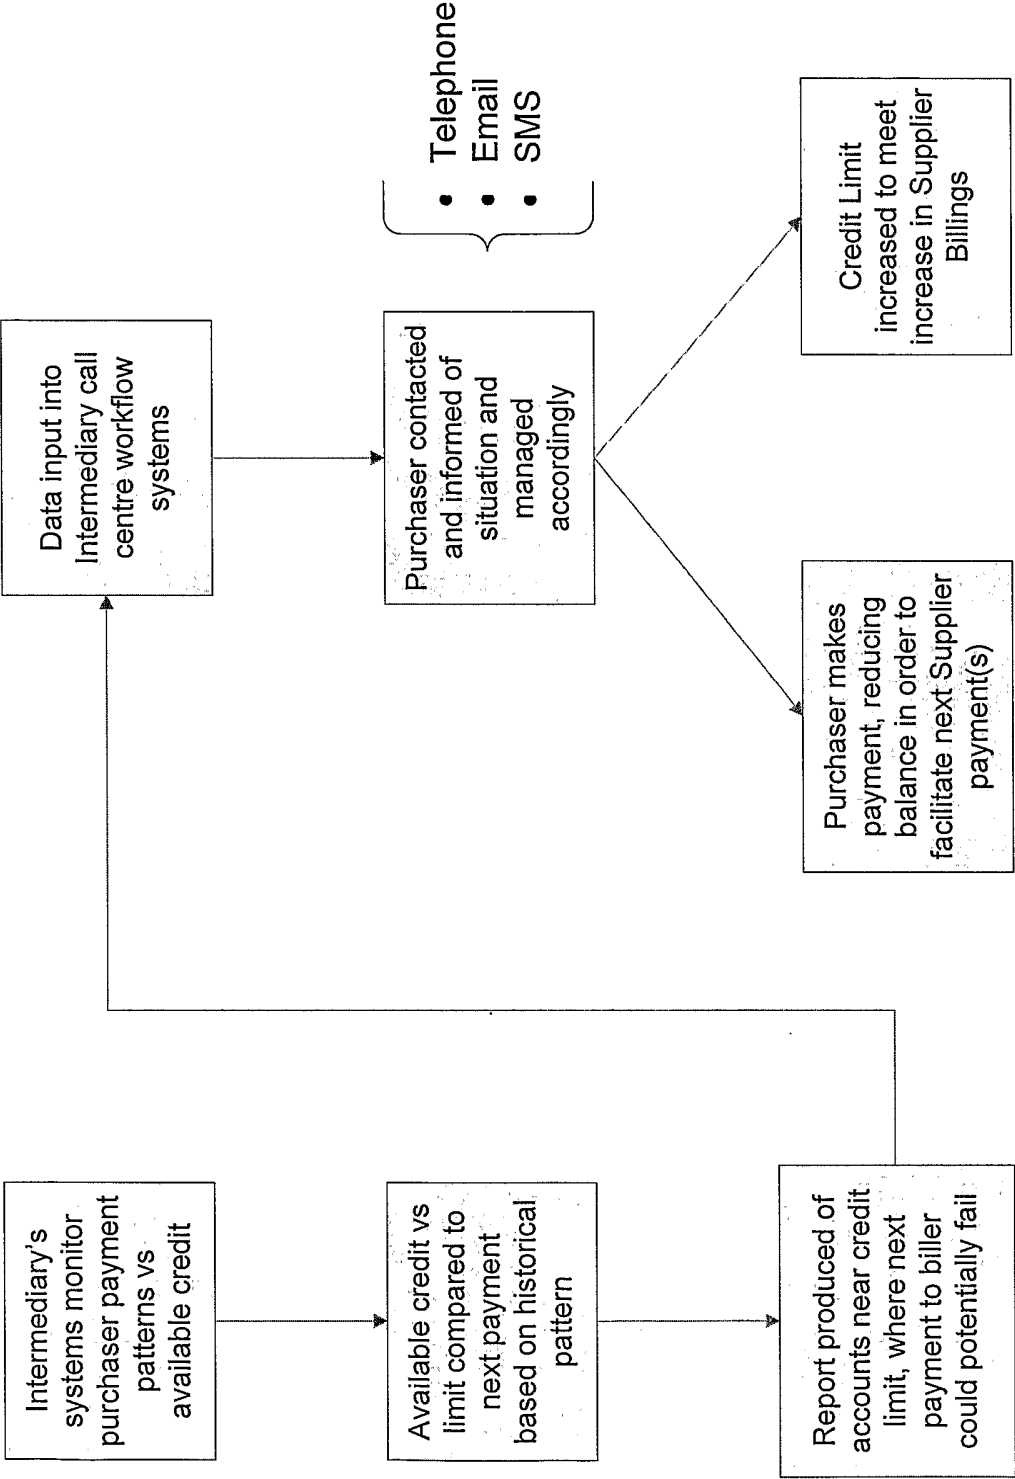 Intermediary's
systems monitor
purchaser payment
patterns vs
available credit
Available credit vs
limit compared to
next payment
based on historical
pattern
Report produced of
accounts near credit
limit, where next
payment to biller
could potentially fail
Data input into
Intermediary call
centre workflow
systems
Purchaser contacted
and informed of
situation and
managed
accordingly
• Telephone
• Email
• SMS
Purchaser makes
payment, reducing
balance in order to
facilitate next Supplier
payment(s)
Credit Limit
increased to meet
increase in Supplier
Billings